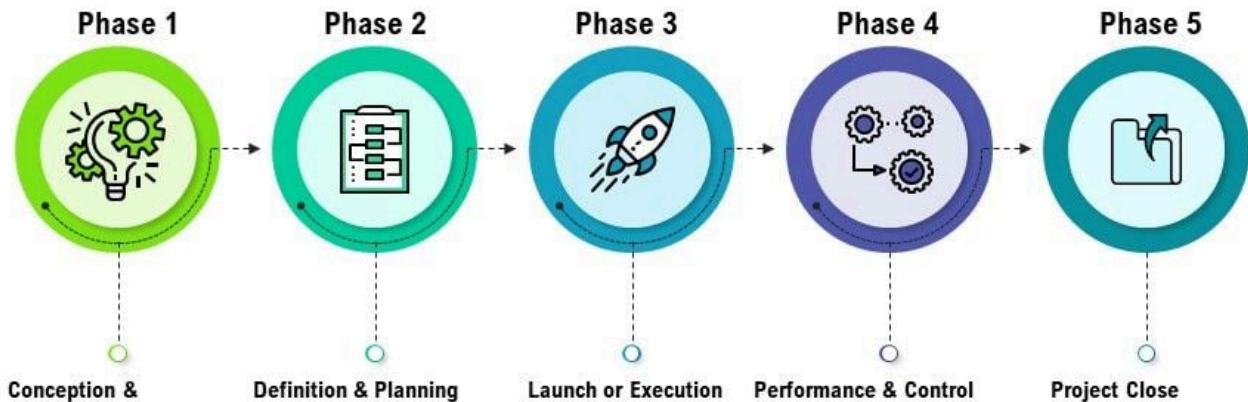 Phase 1
Phase 2
Phase 3
Phase 4
Phase 5
Conception &
Definition & Planning
Launch or Execution
Performance & Control
Project Close